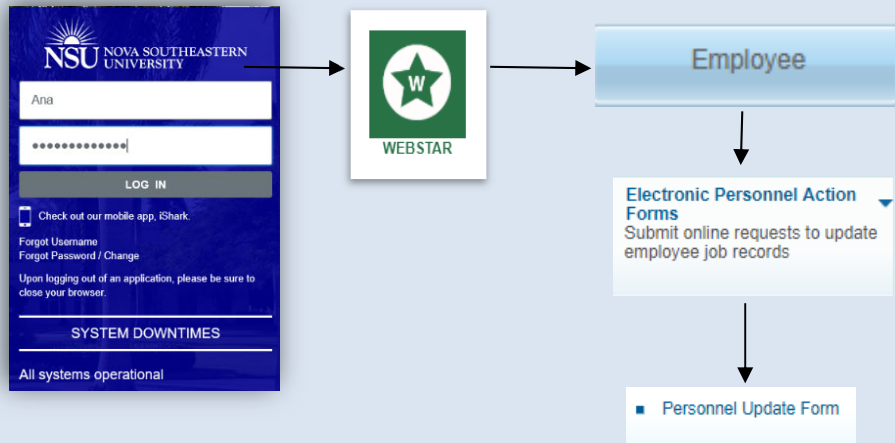 NSU NOVA SOUTHEASTERN
UNIVERSITY
Ana
•••••••••••••
LOG IN
Check out our mobile app, iShark.
Forgot Username
Forgot Password / Change
Upon logging out of an application, please be sure to
close your browser.
SYSTEM DOWNTIMES
All systems operational
W
WEBSTAR
Employee
Electronic Personnel Action
Forms
Submit online requests to update
employee job records
Personnel Update Form